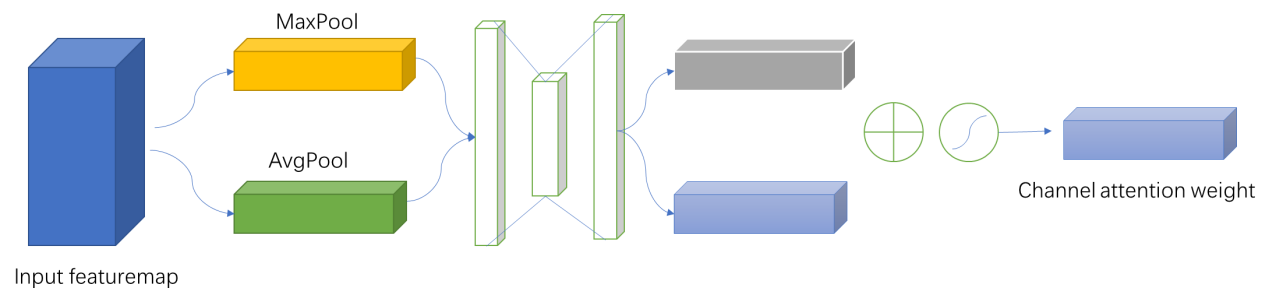 MaxPool
AvgPool
Channel attention weight
Input featuremap